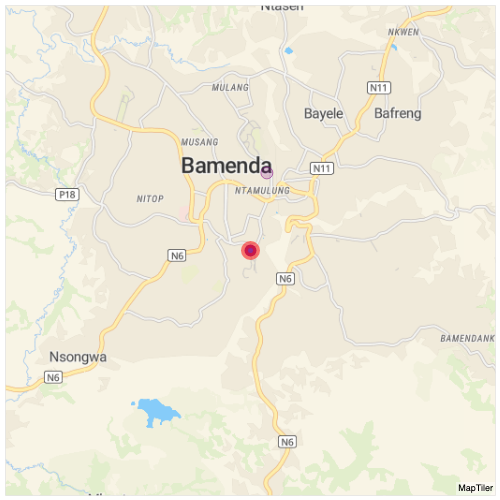 Ntasen
NKWEN
MULANG
N11
Bayele
Bafreng
MUSANG
Bamenda
N11
NTAMULUNG
P18
NITOP
N6
N6
BAMENDANK
Nsongwa
N6
N6
MapTiler